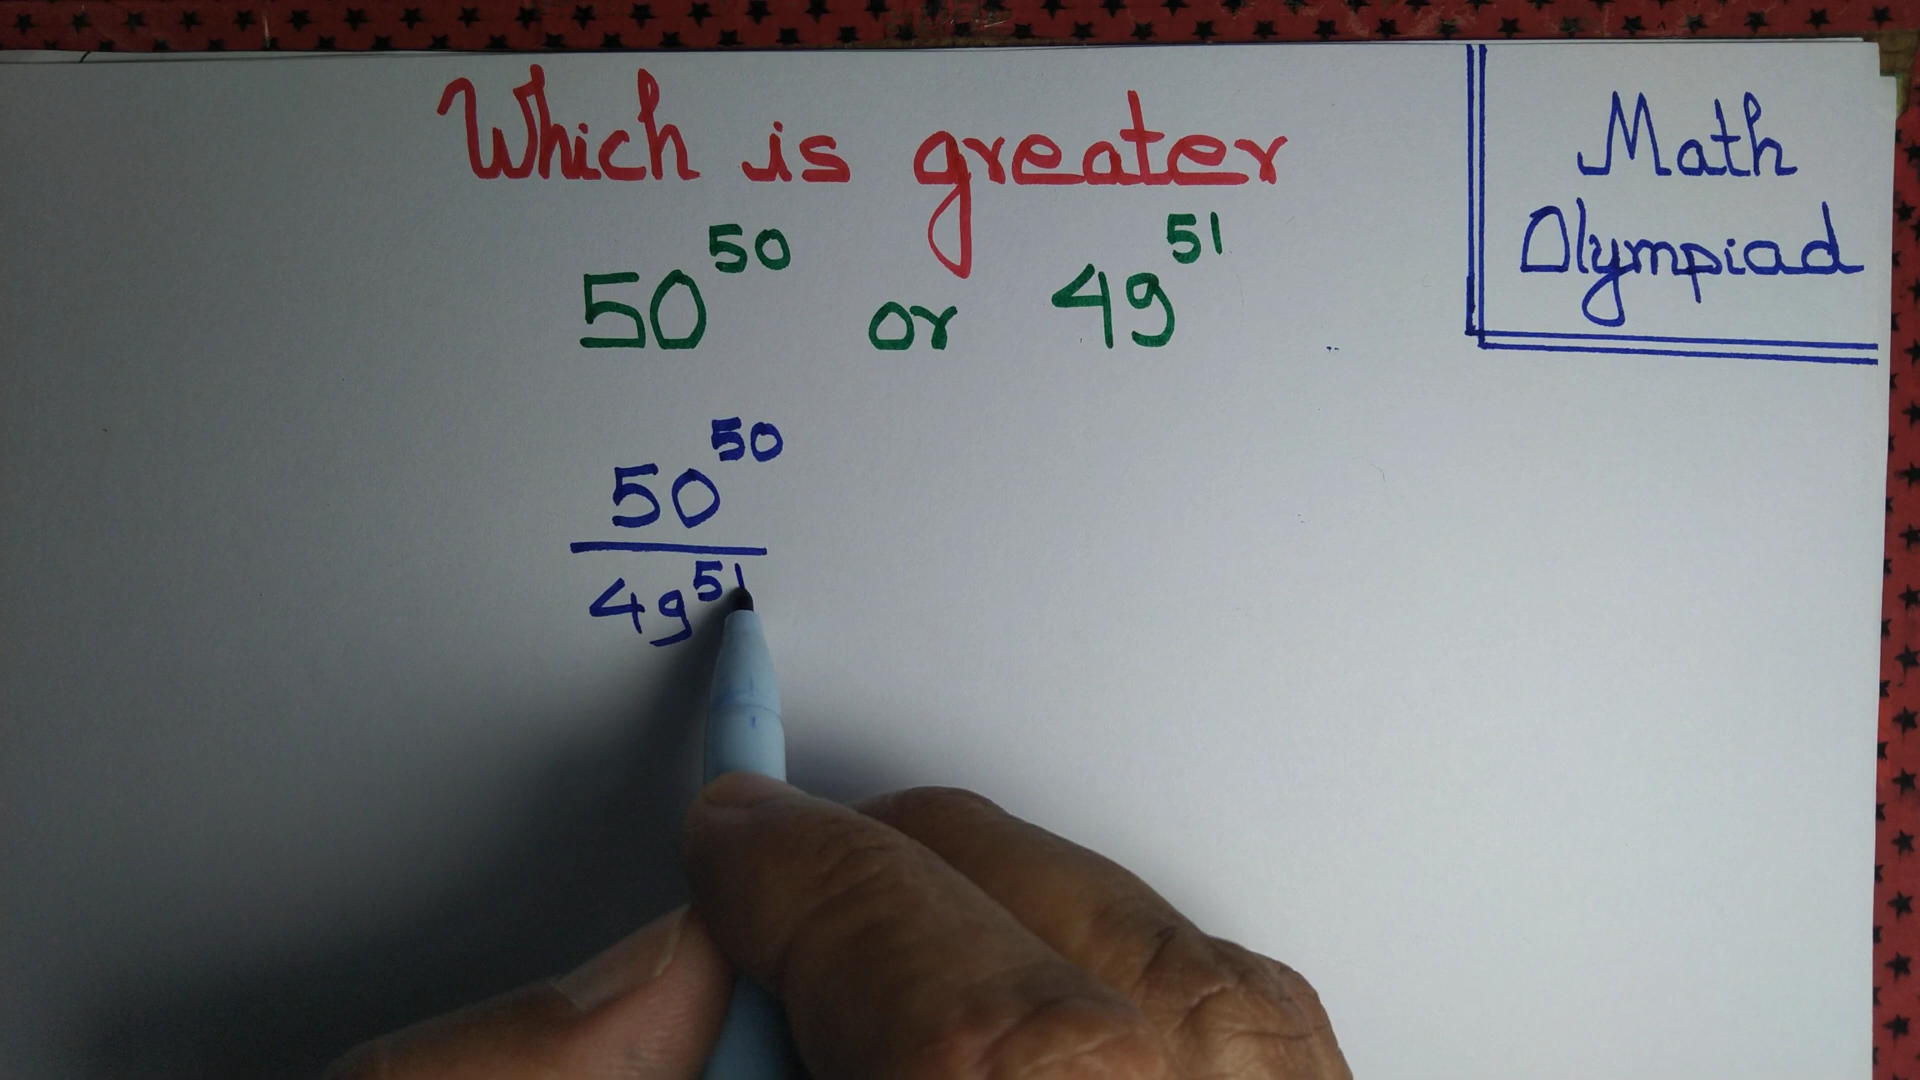 Which is greater
50^50 or 49^51
Math
Olympiad
50^50
49^51